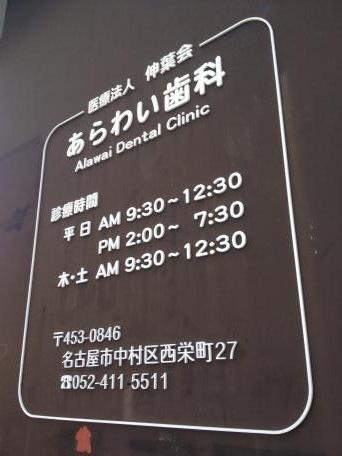 医療法人 伸葉会
あらわい歯科
Alawai Dental Clinic
診療時間
平日 AM 9:30~12:30
PM 2:00~ 7:30
木・土 AM 9:30~12:30
〒453-0846
名古屋市中村区西栄町27
☎052-411-5511